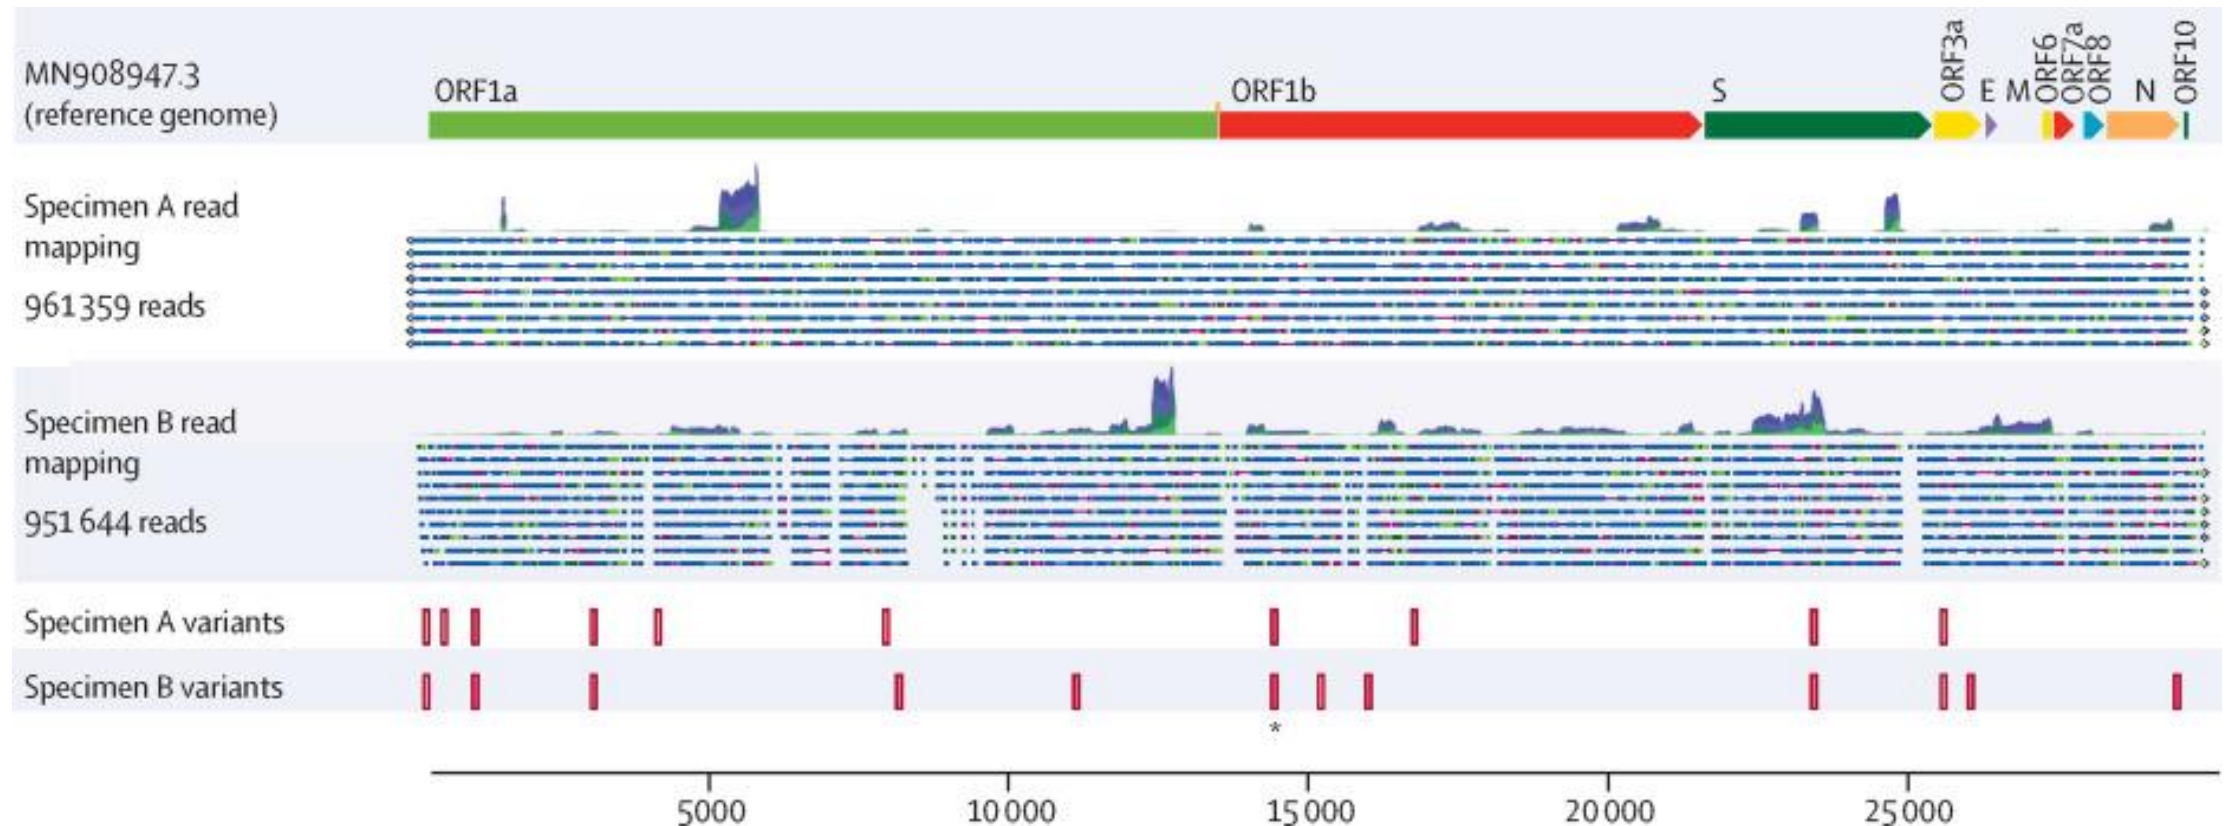 MN908947.3
(reference genome)
ORF1a
ORF1b
S
ORF3a
E
M
ORF6
ORF7a
ORF8
N
ORF10
Specimen A read
mapping
961 359 reads
Specimen B read
mapping
951 644 reads
Specimen A variants
Specimen B variants
*
5000
10 000
15 000
20 000
25 000